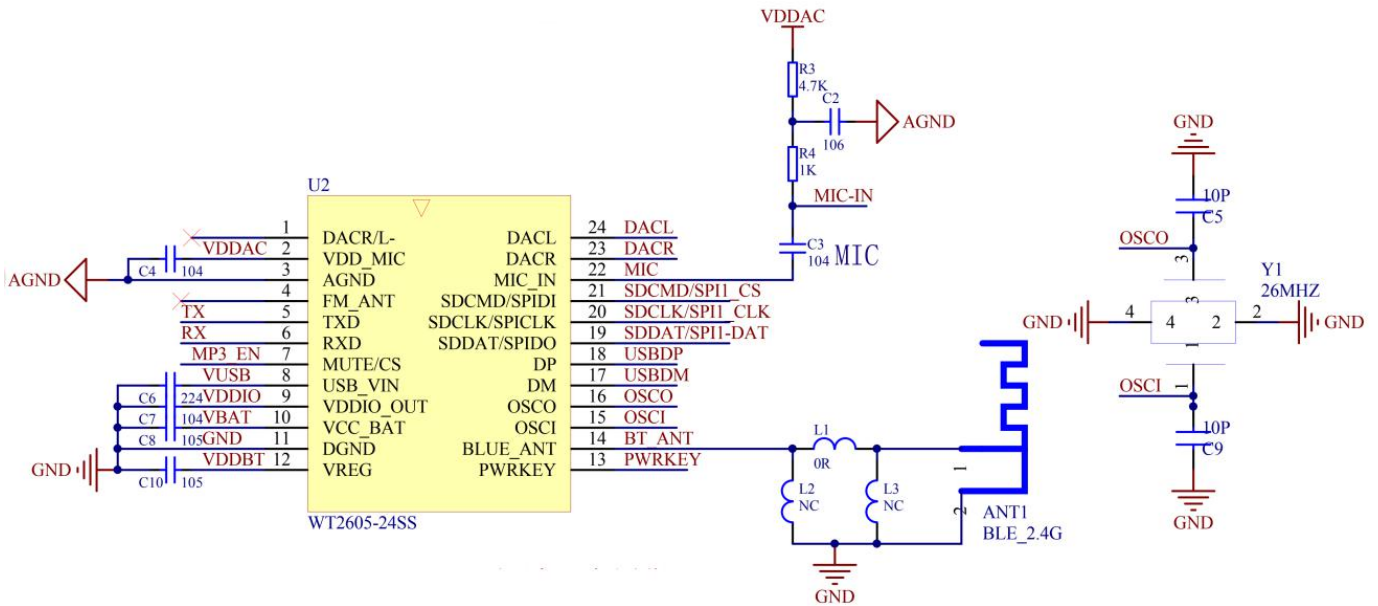 VDDAC
R3
4.7K
C2
106
AGND
R4
1K
MIC-IN
C3
104
MIC
U2
1 DACR/L- DACL 24 DACL
VDDAC 2 VDD_MIC DACR 23 DACR
AGND
C4 104
3 AGND MIC_IN 22 MIC
4 FM_ANT SDCMD/SPIDI 21 SDCMD/SPI1_CS
TX 5 TXD SDCLK/SPICLK 20 SDCLK/SPI1_CLK
RX 6 RXD SDDAT/SPIDO 19 SDDAT/SPI1-DAT
MP3_EN 7 MUTE/CS DP 18 USBDP
VUSB 8 USB_VIN DM 17 USBDM
C6 224
VDDIO 9 VDDIO_OUT OSCO 16 OSCO
C7 104
VBAT 10 VCC_BAT OSCI 15 OSCI
C8 105
GND 11 DGND BLUE_ANT 14 BT_ANT
GND
VDDBT 12 VREG PWRKEY 13 PWRKEY
C10 105
WT2605-24SS
L1
0R
L2
NC
L3
NC
1
2
ANT1
BLE_2.4G
GND
GND
10P
C5
OSCO
3
3
Y1
26MHZ
GND 4 4 2 2 GND
1
OSCI
1
10P
C9
GND